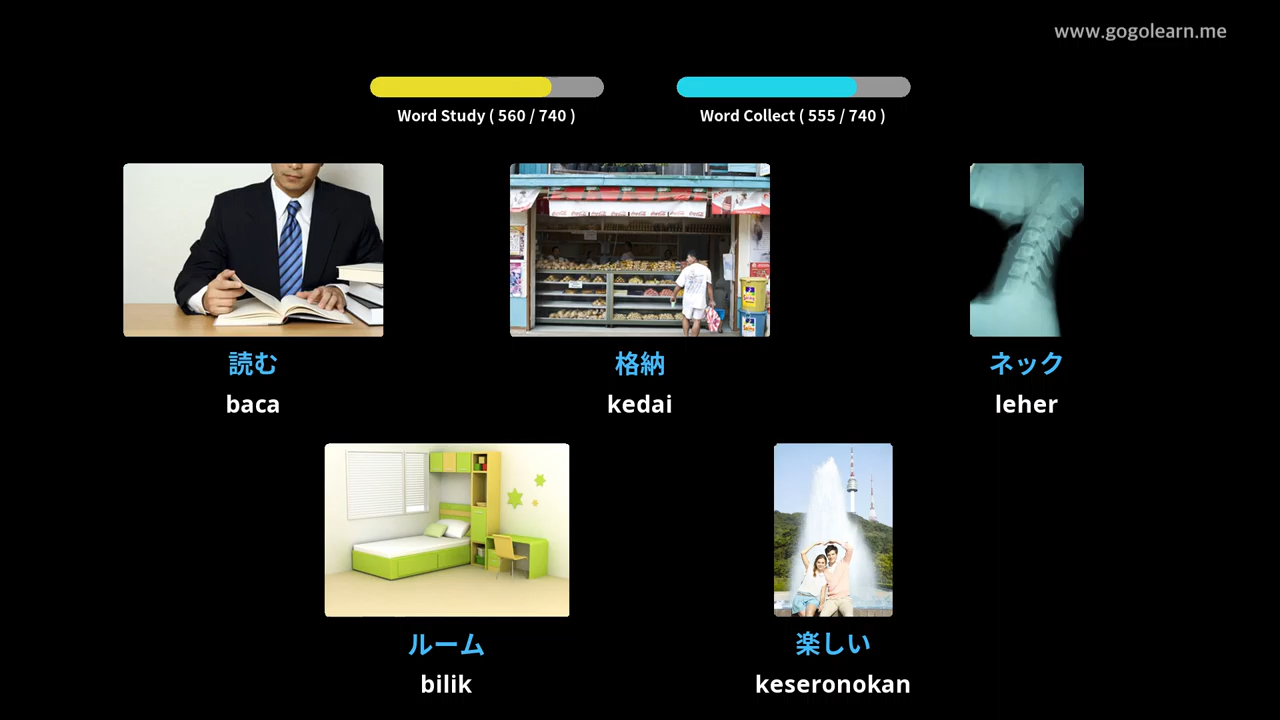 www.gogolearn.me
Word Study ( 560 / 740 )
Word Collect ( 555 / 740 )
読む
baca
格納
kedai
ネック
leher
ルーム
bilik
楽しい
keseronokan